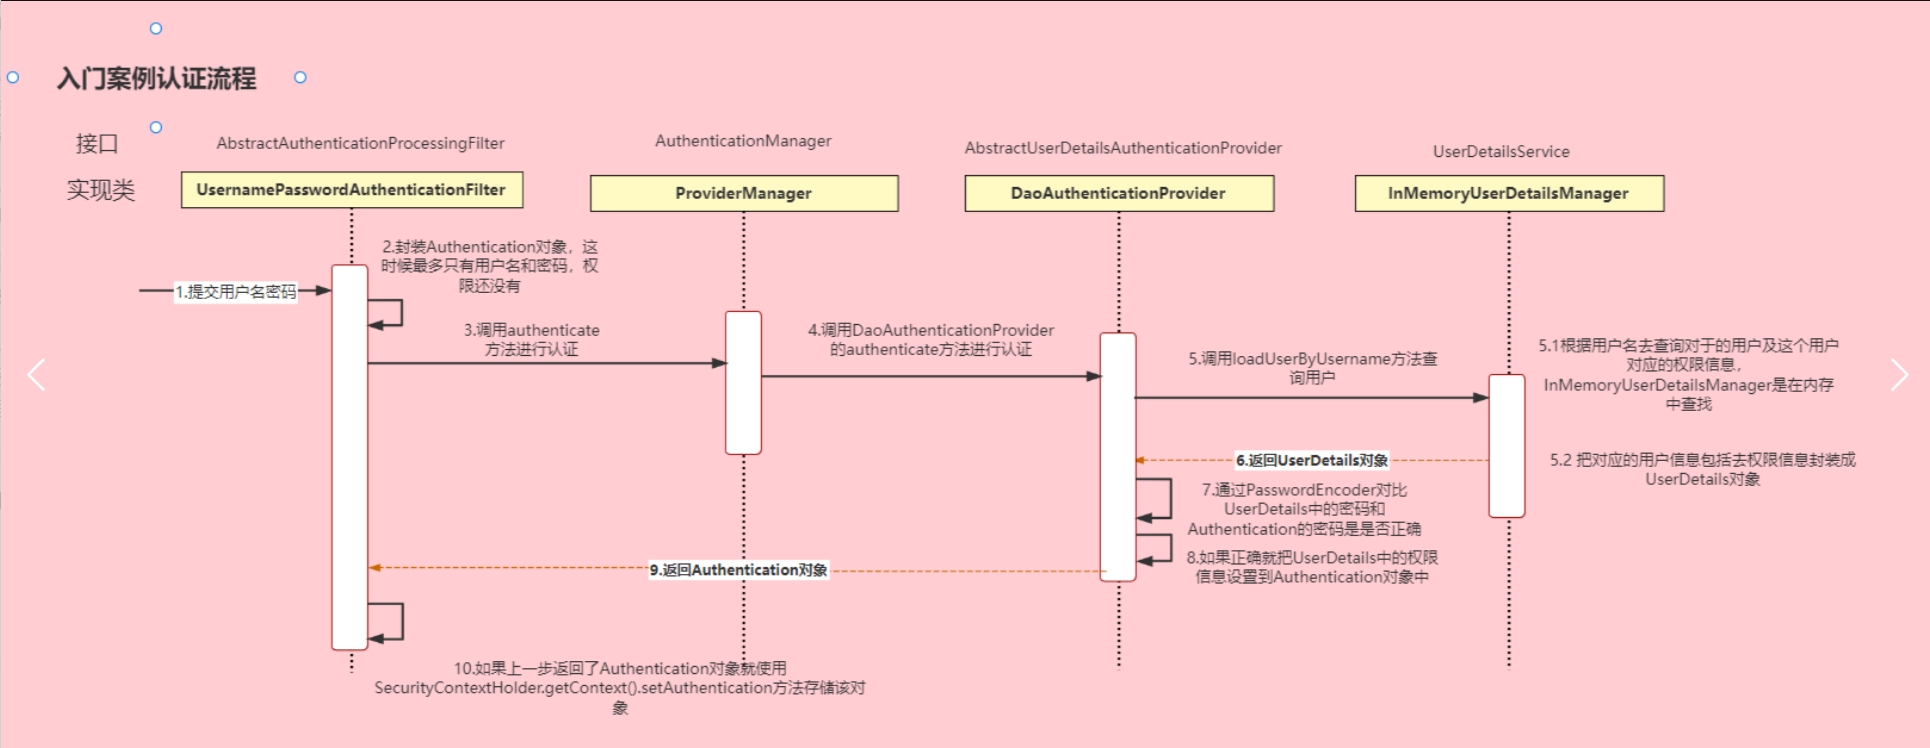 入门案例认证流程
接口
AbstractAuthenticationProcessingFilter
AuthenticationManager
AbstractUserDetailsAuthenticationProvider
UserDetailsService
实现类
UsernamePasswordAuthenticationFilter
ProviderManager
DaoAuthenticationProvider
InMemoryUserDetailsManager
1.提交用户名密码
2.封装Authentication对象，这
时候最多只有用户名和密码，权
限还没有
3.调用authenticate
方法进行认证
4.调用DaoAuthenticationProvider
的authenticate方法进行认证
5.调用loadUserByUsername方法查
询用户
5.1根据用户名去查询对于的用户及这个用户
对应的权限信息，
InMemoryUserDetailsManager是在内存
中查找
5.2 把对应的用户信息包括去权限信息封装成
UserDetails对象
6.返回UserDetails对象
7.通过PasswordEncoder对比
UserDetails中的密码和
Authentication的密码是是否正确
8.如果正确就把UserDetails中的权限
信息设置到Authentication对象中
9.返回Authentication对象
10.如果上一步返回了Authentication对象就使用
SecurityContextHolder.getContext().setAuthentication方法存储该对
象